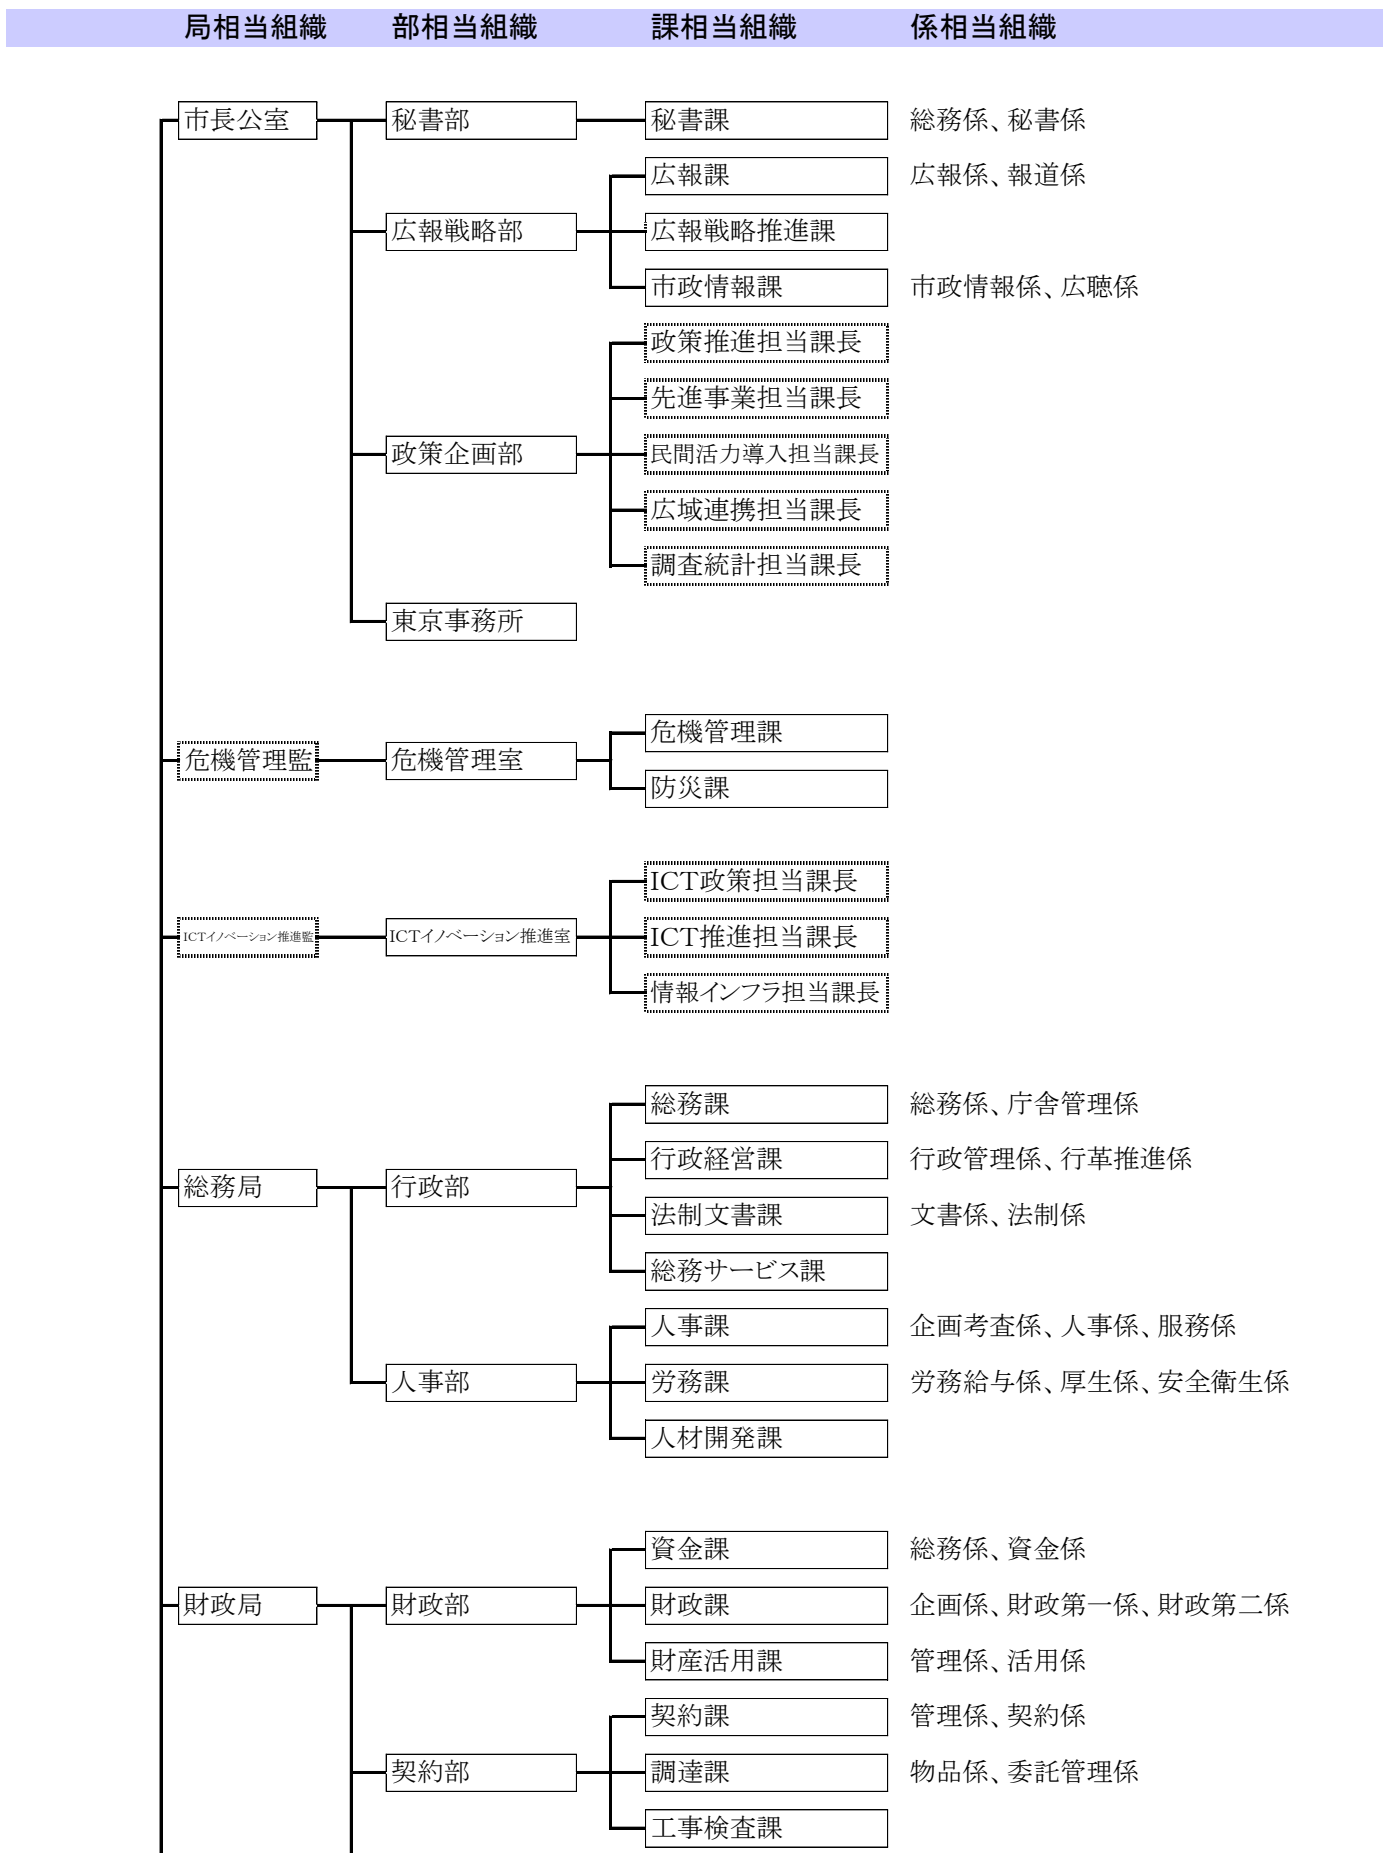 局相当組織 部相当組織 課相当組織 係相当組織
市長公室 秘書部 秘書課 総務係、秘書係
広報課 広報係、報道係
広報戦略部 広報戦略推進課
市政情報課 市政情報係、広聴係
政策推進担当課長
先進事業担当課長
政策企画部 民間活力導入担当課長
広域連携担当課長
調査統計担当課長
東京事務所
危機管理課
危機管理監 危機管理室
防災課
ICT政策担当課長
ICTイノベーション推進監 ICTイノベーション推進室 ICT推進担当課長
情報インフラ担当課長
総務課 総務係、庁舎管理係
行政経営課 行政管理係、行革推進係
総務局 行政部
法制文書課 文書係、法制係
総務サービス課
人事課 企画考査係、人事係、服務係
人事部 労務課 労務給与係、厚生係、安全衛生係
人材開発課
資金課 総務係、資金係
財政局 財政部 財政課 企画係、財政第一係、財政第二係
財産活用課 管理係、活用係
契約課 管理係、契約係
契約部 調達課 物品係、委託管理係
工事検査課